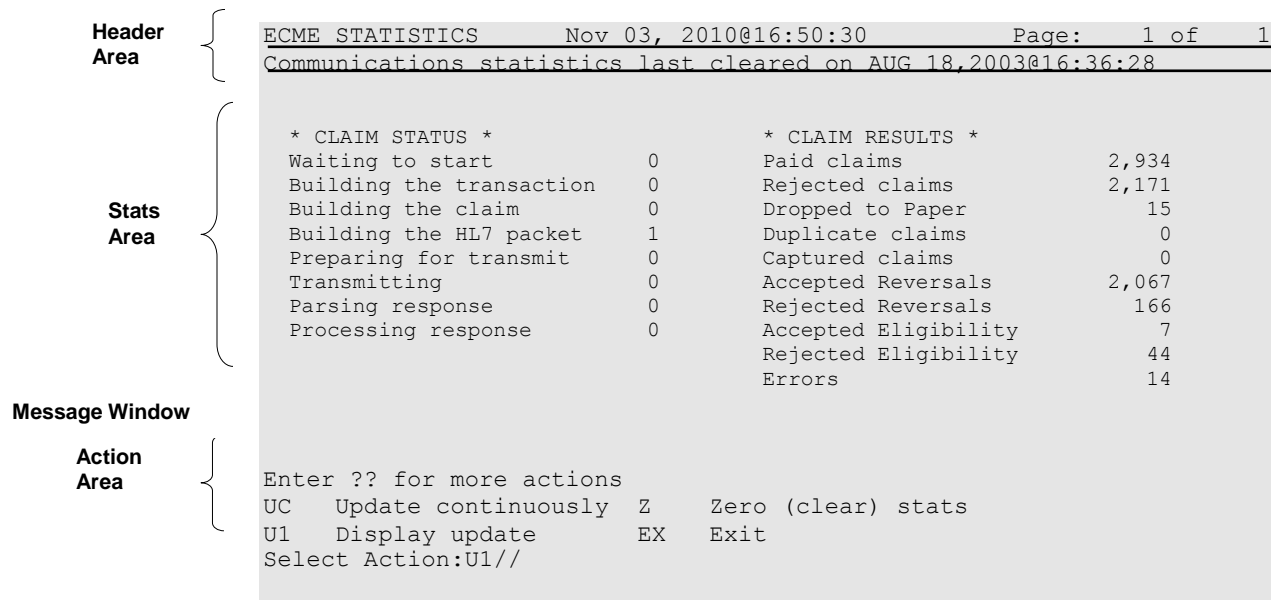 Header
Area
ECME STATISTICS Nov 03, 2010@16:50:30 Page: 1 of 1
Communications statistics last cleared on AUG 18,2003@16:36:28
Stats
Area
* CLAIM STATUS * * CLAIM RESULTS *
Waiting to start 0 Paid claims 2,934
Building the transaction 0 Rejected claims 2,171
Building the claim 0 Dropped to Paper 15
Building the HL7 packet 1 Duplicate claims 0
Preparing for transmit 0 Captured claims 0
Transmitting 0 Accepted Reversals 2,067
Parsing response 0 Rejected Reversals 166
Processing response 0 Accepted Eligibility 7
Rejected Eligibility 44
Errors 14
Message Window
Action
Area
Enter ?? for more actions
UC Update continuously Z Zero (clear) stats
U1 Display update EX Exit
Select Action:U1//